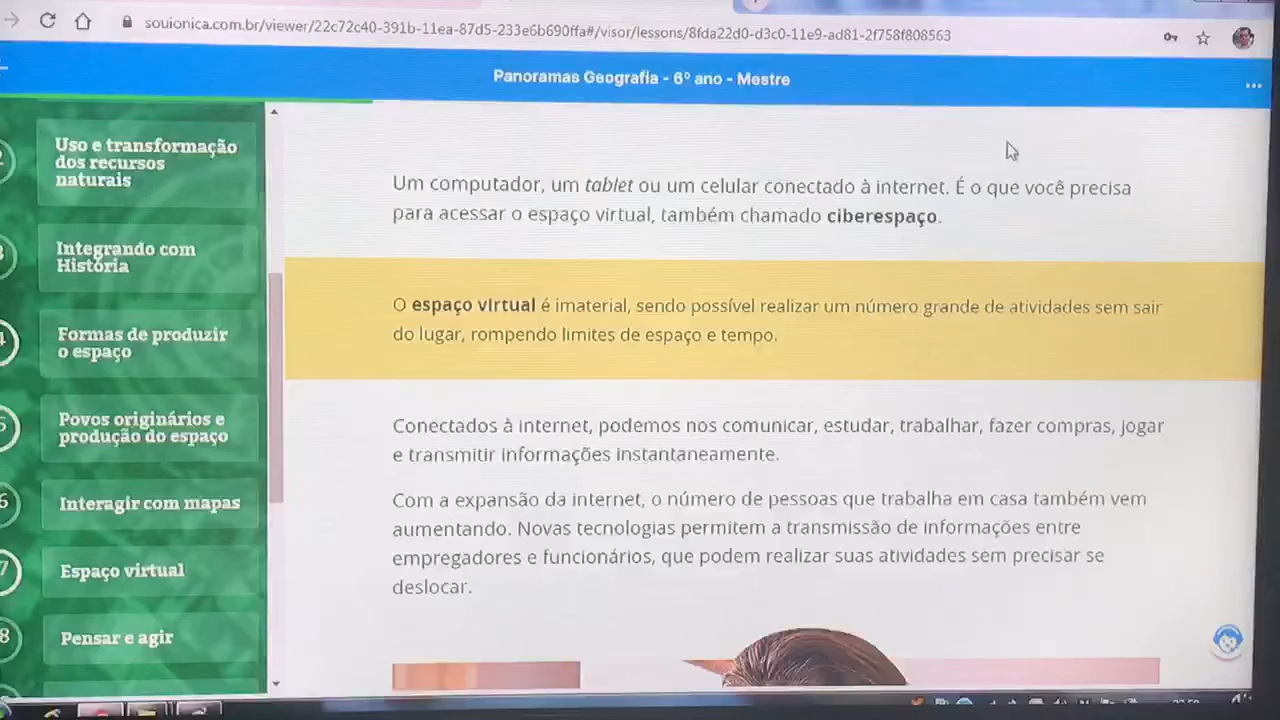 souionica.com.br/viewer/22c72c40-391b-11ea-87d5-233e6b690ffa#/visor/lessons/8fda22d0-d3c0-11e9-ad81-2f758f808563
Panoramas Geografia - 6º ano - Mestre
Uso e transformação
dos recursos
naturais
Integrando com
História
Formas de produzir
o espaço
Povos originários e
produção do espaço
6
Interagir com mapas
7
Espaço virtual
8
Pensar e agir
Um computador, um tablet ou um celular conectado à internet. É o que você precisa
para acessar o espaço virtual, também chamado ciberespaço.
O espaço virtual é imaterial, sendo possível realizar um número grande de atividades sem sair
do lugar, rompendo limites de espaço e tempo.
Conectados à internet, podemos nos comunicar, estudar, trabalhar, fazer compras, jogar
e transmitir informações instantaneamente.
Com a expansão da internet, o número de pessoas que trabalha em casa também vem
aumentando. Novas tecnologias permitem a transmissão de informações entre
empregadores e funcionários, que podem realizar suas atividades sem precisar se
deslocar.